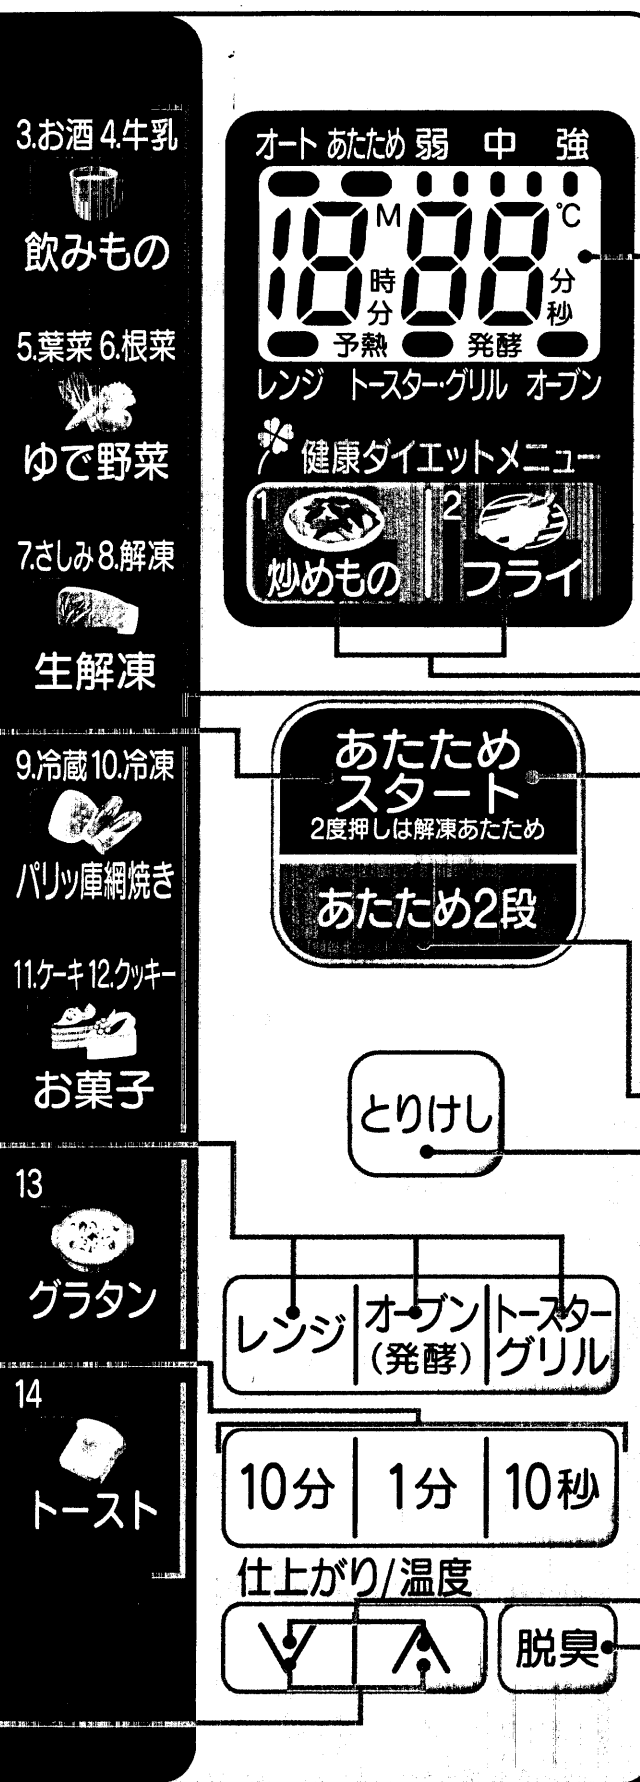 3.お酒 4.牛乳
飲みもの
5.葉菜 6.根菜
ゆで野菜
7.さしみ 8.解凍
生解凍
9.冷蔵 10.冷凍
パリッ庫網焼き
11.ケーキ 12.クッキー
お菓子
13
グラタン
14
トースト
オート あたため 弱 中 強
18 M 88 ℃
時 分
分 秒
予熱 発酵
レンジ トースター・グリル オーブン
健康ダイエットメニュー
1 2
炒めもの フライ
あたため
スタート
2度押しは解凍あたため
あたため2段
とりけし
レンジ オーブン トースター
(発酵) グリル
10分 1分 10秒
仕上がり/温度
脱臭